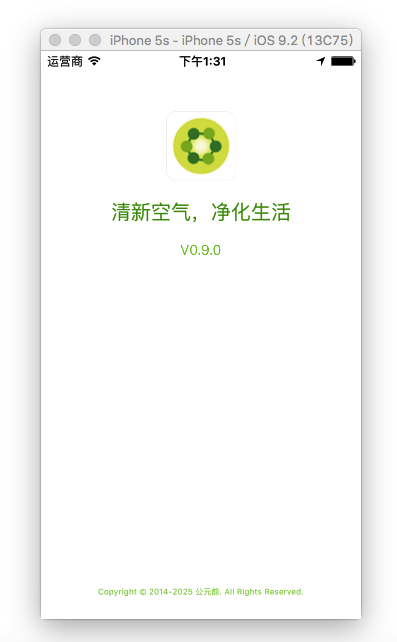 iPhone 5s - iPhone 5s / iOS 9.2 (13C75)
运营商 下午1:31
清新空气，净化生活
V0.9.0
Copyright © 2014-2025 公元前. All Rights Reserved.